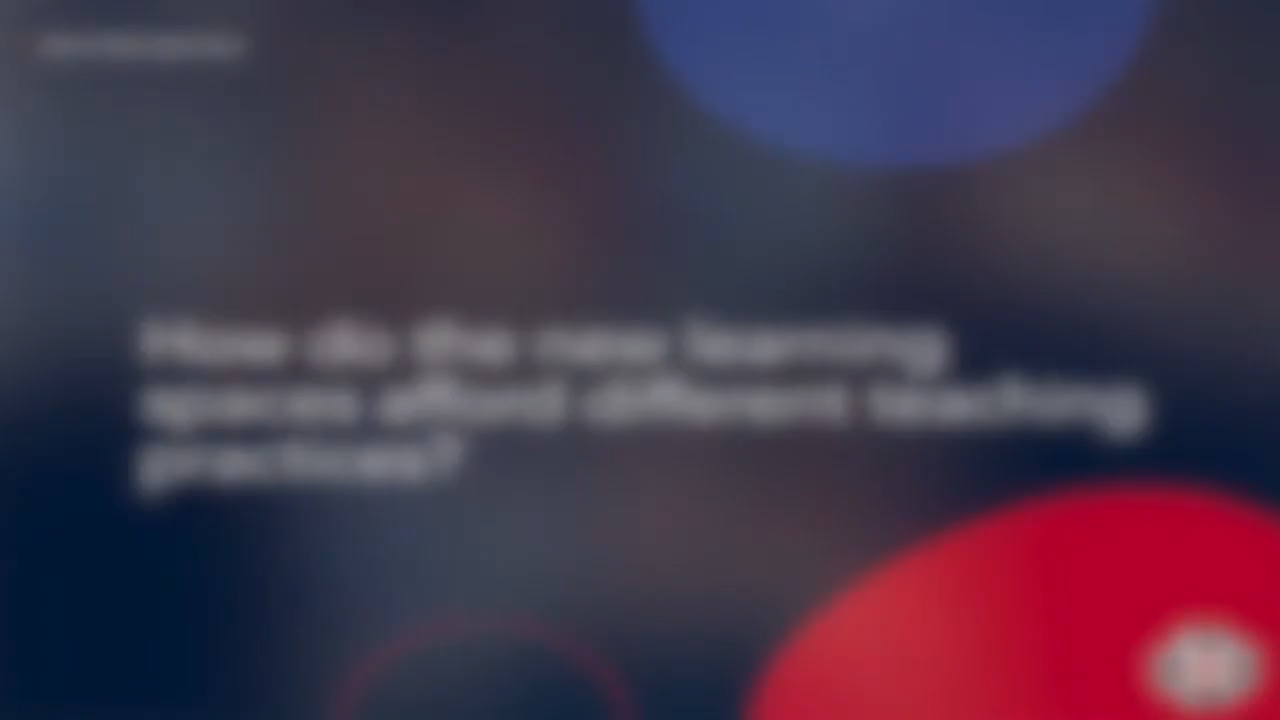 How do the new learning
spaces afford different teaching
practices?